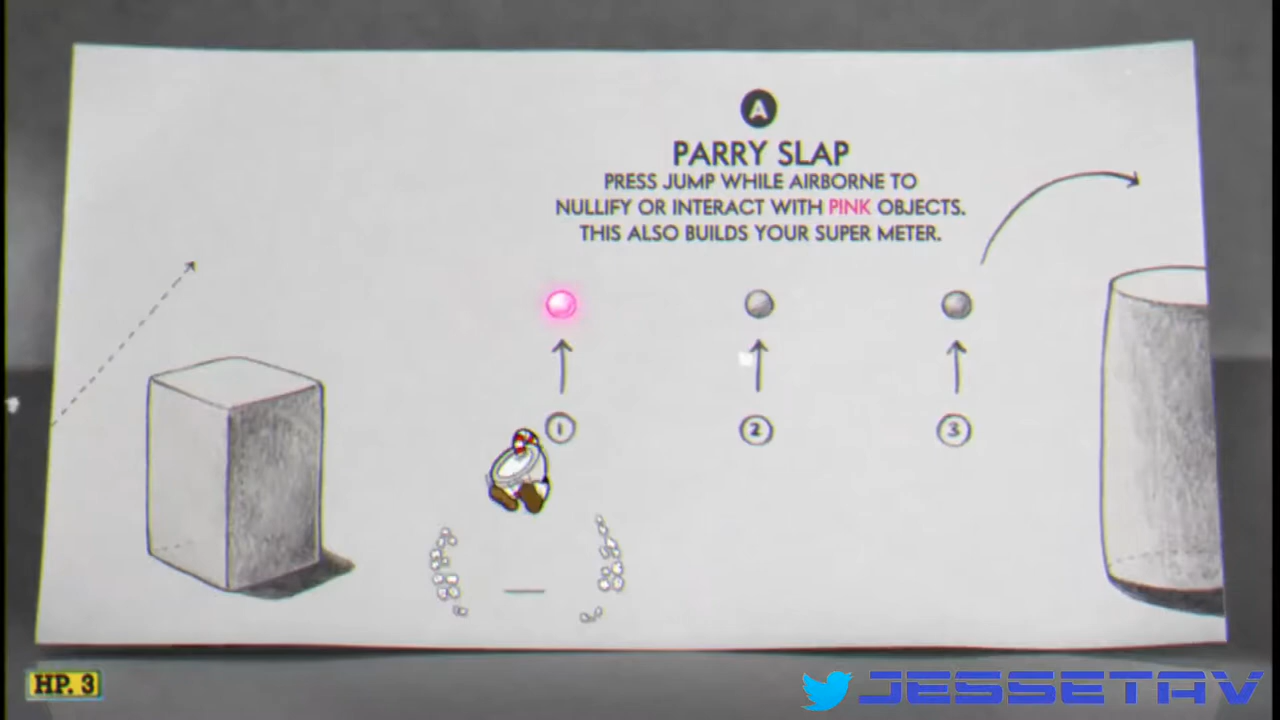 A
PARRY SLAP
PRESS JUMP WHILE AIRBORNE TO
NULLIFY OR INTERACT WITH PINK OBJECTS.
THIS ALSO BUILDS YOUR SUPER METER.
1 2 3
HP. 3
JESSETAV